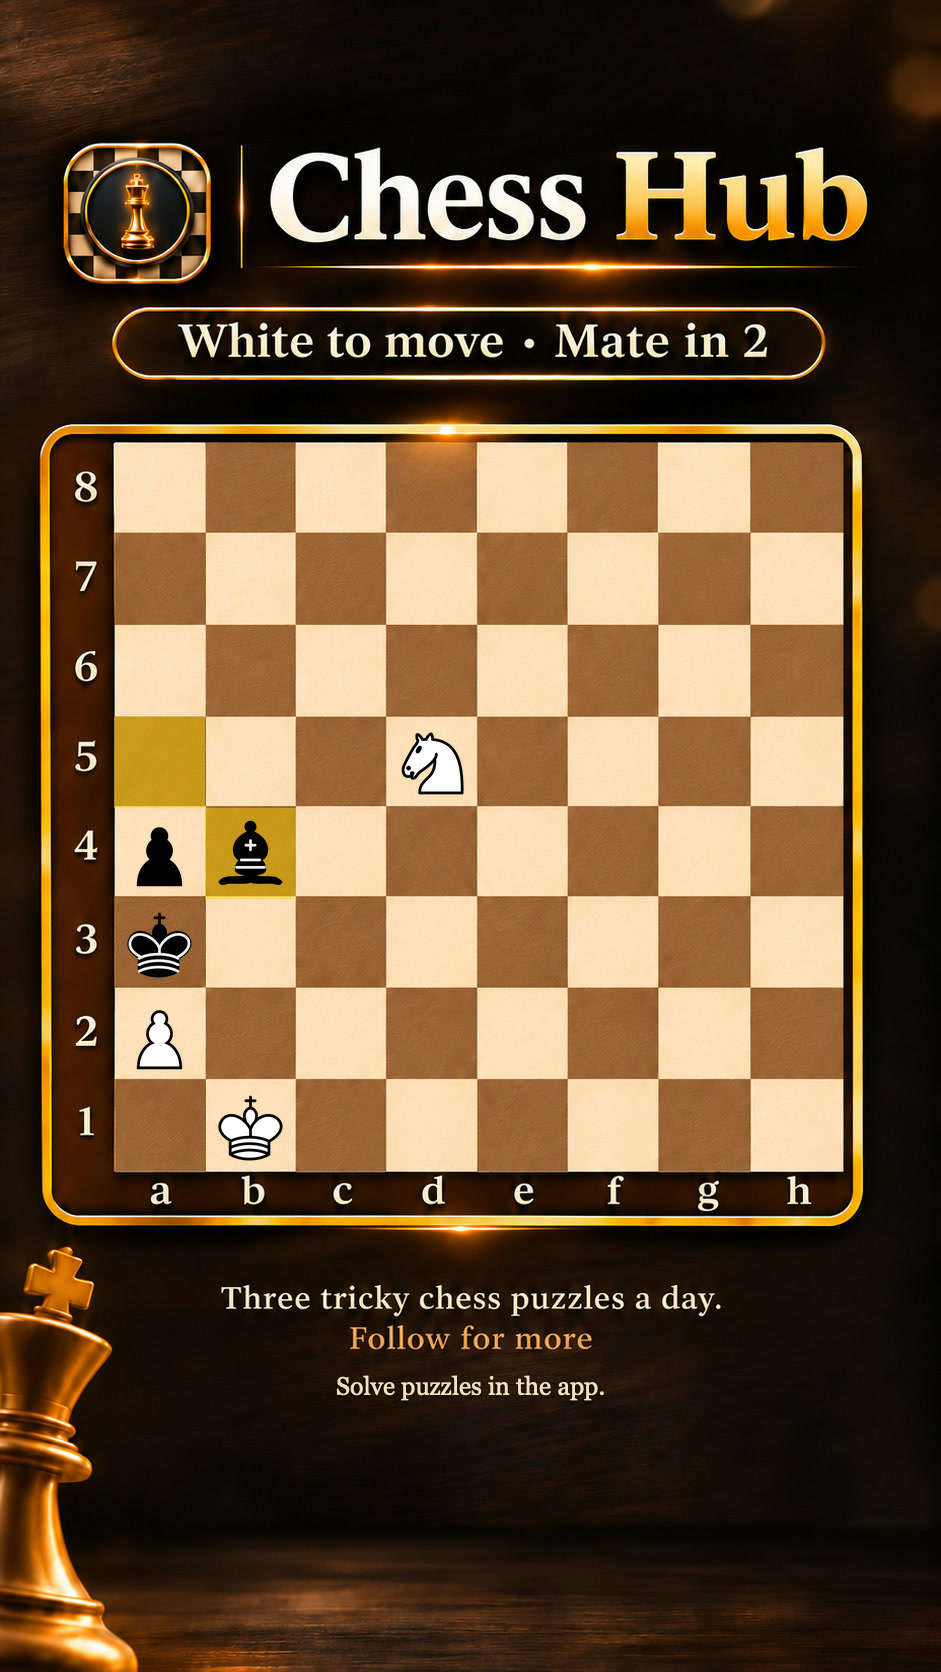 Chess Hub
White to move • Mate in 2
8
7
6
5
4
3
2
1
a b c d e f g h
Three tricky chess puzzles a day.
Follow for more
Solve puzzles in the app.